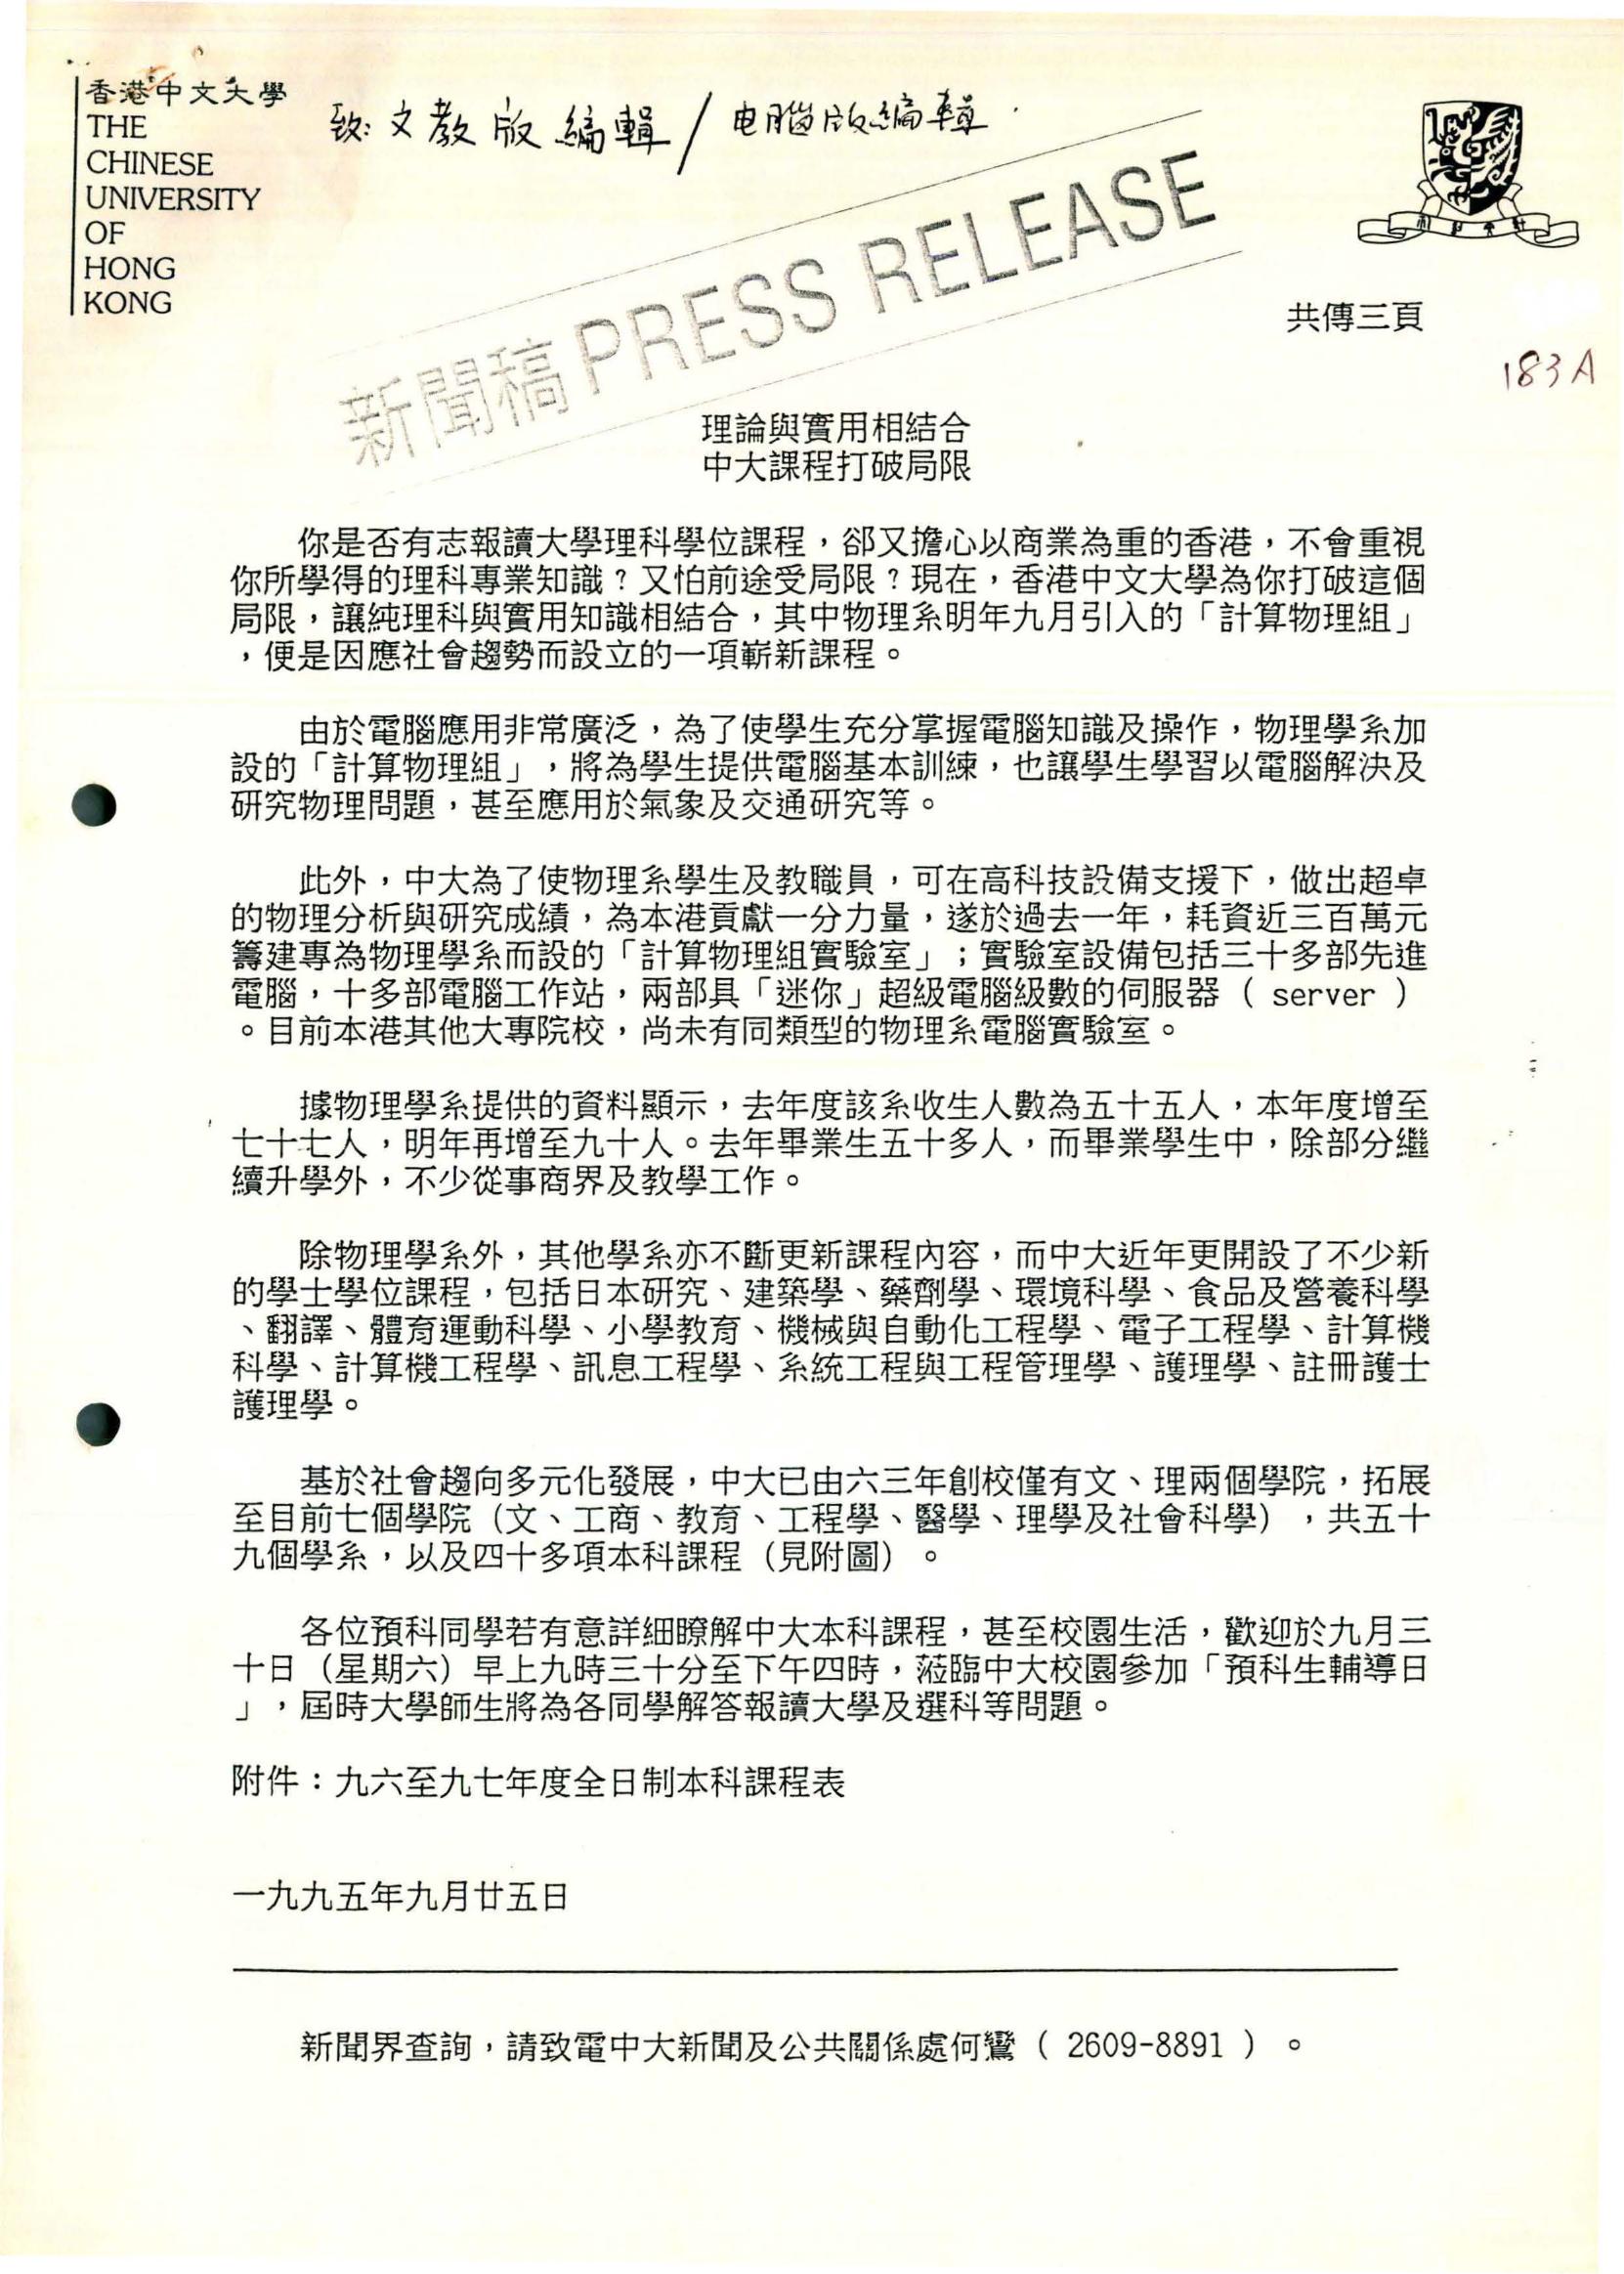 香港中文大學
THE
CHINESE
UNIVERSITY
OF
HONG
KONG
致: 文教版編輯 / 电腦版編輯
新聞稿 PRESS RELEASE
共傳三頁
183A
理論與實用相結合
中大課程打破局限
你是否有志報讀大學理科學位課程，卻又擔心以商業為重的香港，不會重視
你所學得的理科專業知識？又怕前途受局限？現在，香港中文大學為你打破這個
局限，讓純理科與實用知識相結合，其中物理系明年九月引入的「計算物理組」
，便是因應社會趨勢而設立的一項嶄新課程。
由於電腦應用非常廣泛，為了使學生充分掌握電腦知識及操作，物理學系加
設的「計算物理組」，將為學生提供電腦基本訓練，也讓學生學習以電腦解決及
研究物理問題，甚至應用於氣象及交通研究等。
此外，中大為了使物理系學生及教職員，可在高科技設備支援下，做出超卓
的物理分析與研究成績，為本港貢獻一分力量，遂於過去一年，耗資近三百萬元
籌建專為物理學系而設的「計算物理組實驗室」；實驗室設備包括三十多部先進
電腦，十多部電腦工作站，兩部具「迷你」超級電腦級數的伺服器（ server ）
。目前本港其他大專院校，尚未有同類型的物理系電腦實驗室。
據物理學系提供的資料顯示，去年度該系收生人數為五十五人，本年度增至
七十七人，明年再增至九十人。去年畢業生五十多人，而畢業學生中，除部分繼
續升學外，不少從事商界及教學工作。
除物理學系外，其他學系亦不斷更新課程內容，而中大近年更開設了不少新
的學士學位課程，包括日本研究、建築學、藥劑學、環境科學、食品及營養科學
、翻譯、體育運動科學、小學教育、機械與自動化工程學、電子工程學、計算機
科學、計算機工程學、訊息工程學、系統工程與工程管理學、護理學、註冊護士
護理學。
基於社會趨向多元化發展，中大已由六三年創校僅有文、理兩個學院，拓展
至目前七個學院（文、工商、教育、工程學、醫學、理學及社會科學），共五十
九個學系，以及四十多項本科課程（見附圖）。
各位預科同學若有意詳細瞭解中大本科課程，甚至校園生活，歡迎於九月三
十日（星期六）早上九時三十分至下午四時，蒞臨中大校園參加「預科生輔導日
」，屆時大學師生將為各同學解答報讀大學及選科等問題。
附件：九六至九七年度全日制本科課程表
一九九五年九月廿五日
新聞界查詢，請致電中大新聞及公共關係處何鸞（ 2609-8891 ）。